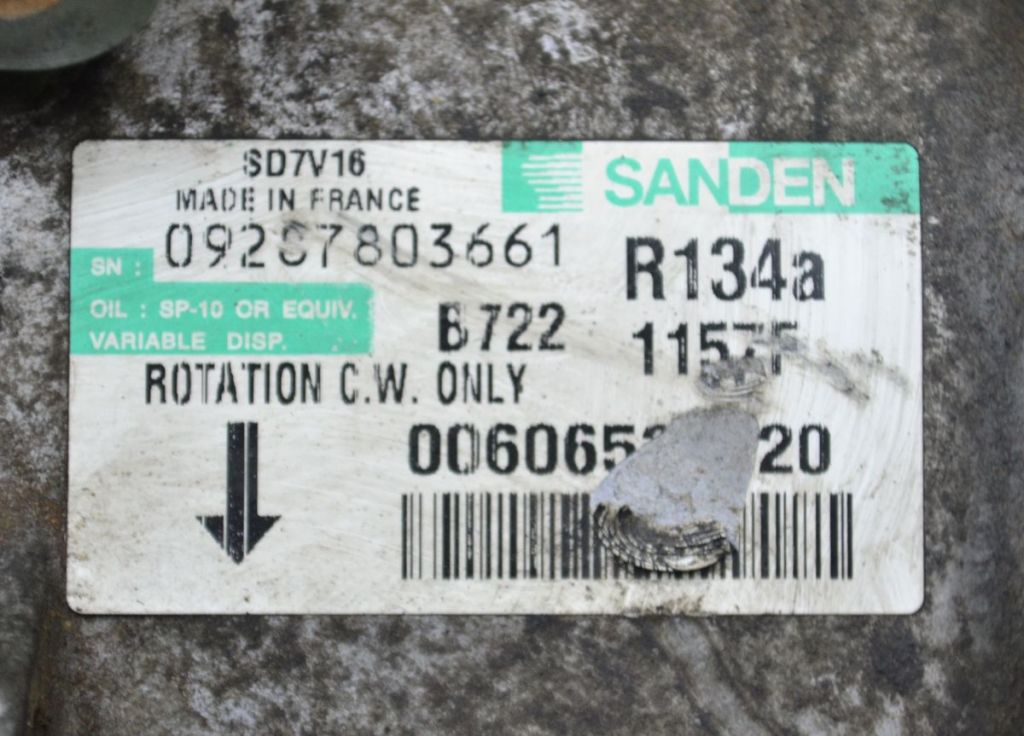 SD7V16
MADE IN FRANCE
SANDEN
SN :
R134a
OIL : SP-10 OR EQUIV.
VARIABLE DISP.
B722
ROTATION C.W. ONLY